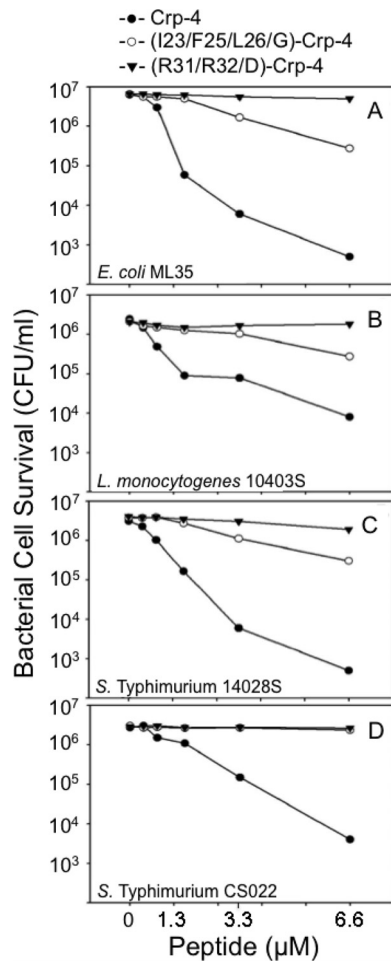 -●- Crp-4
-○- (I23/F25/L26/G)-Crp-4
-▼- (R31/R32/D)-Crp-4
Bacterial Cell Survival (CFU/ml)
10⁷
10⁶
10⁵
10⁴
10³
A
E. coli ML35
10⁷
10⁶
10⁵
10⁴
10³
B
L. monocytogenes 10403S
10⁷
10⁶
10⁵
10⁴
10³
C
S. Typhimurium 14028S
10⁷
10⁶
10⁵
10⁴
10³
D
S. Typhimurium CS022
0 1.3 3.3 6.6
Peptide (µM)